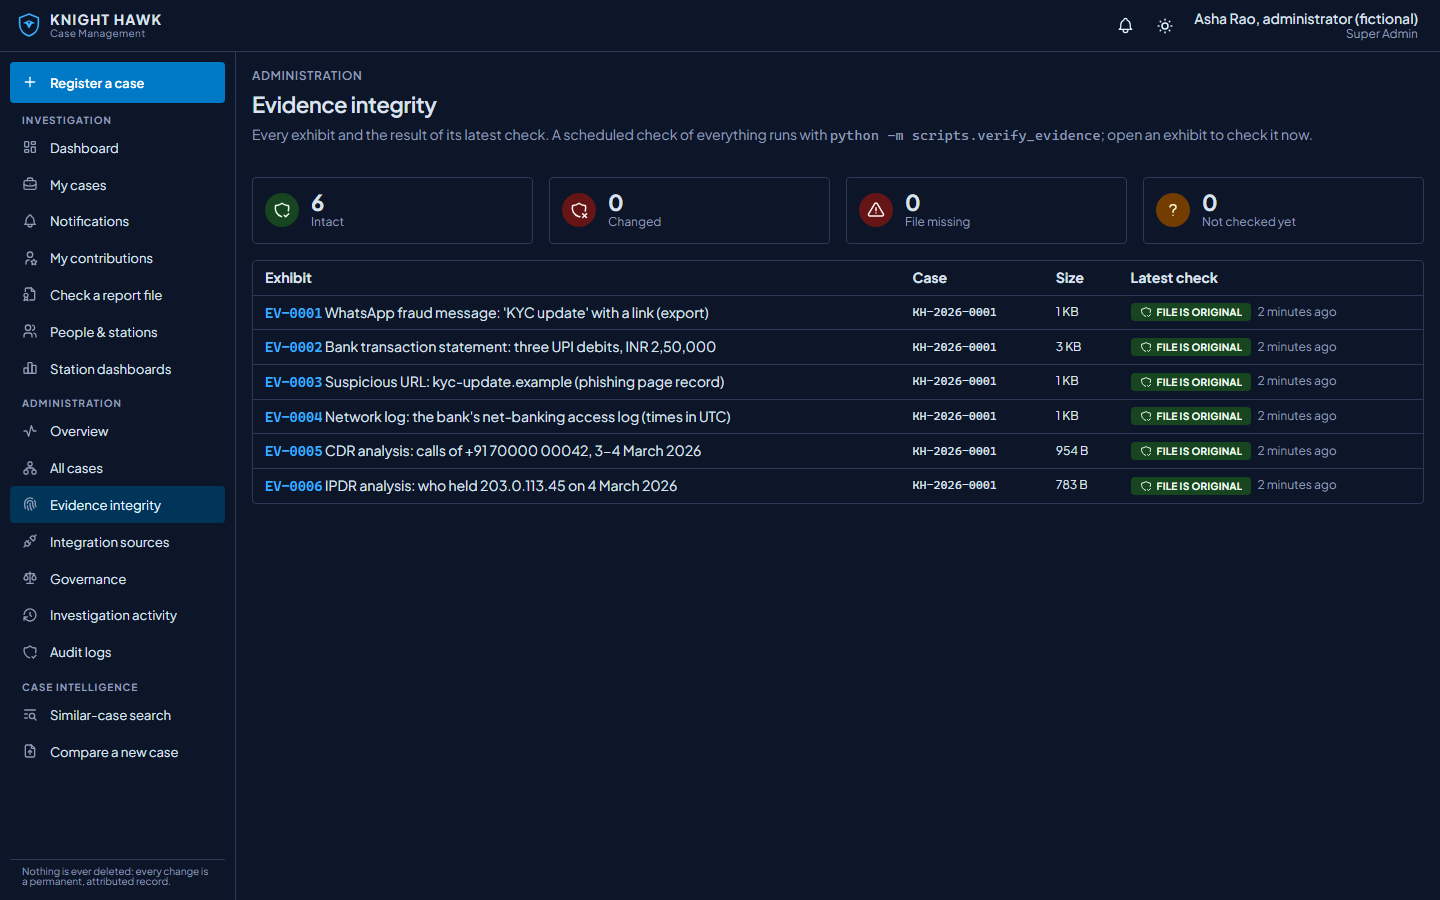 KNIGHT HAWK
Case Management
Asha Rao, administrator (fictional)
Super Admin
Register a case
INVESTIGATION
Dashboard
My cases
Notifications
My contributions
Check a report file
People & stations
Station dashboards
ADMINISTRATION
Overview
All cases
Evidence integrity
Integration sources
Governance
Investigation activity
Audit logs
CASE INTELLIGENCE
Similar-case search
Compare a new case
Nothing is ever deleted: every change is
a permanent, attributed record.
ADMINISTRATION
Evidence integrity
Every exhibit and the result of its latest check. A scheduled check of everything runs with python -m scripts.verify_evidence; open an exhibit to check it now.
6
Intact
0
Changed
0
File missing
?
0
Not checked yet
Exhibit Case Size Latest check
EV-0001 WhatsApp fraud message: 'KYC update' with a link (export) KH-2026-0001 1 KB FILE IS ORIGINAL 2 minutes ago
EV-0002 Bank transaction statement: three UPI debits, INR 2,50,000 KH-2026-0001 3 KB FILE IS ORIGINAL 2 minutes ago
EV-0003 Suspicious URL: kyc-update.example (phishing page record) KH-2026-0001 1 KB FILE IS ORIGINAL 2 minutes ago
EV-0004 Network log: the bank's net-banking access log (times in UTC) KH-2026-0001 1 KB FILE IS ORIGINAL 2 minutes ago
EV-0005 CDR analysis: calls of +91 70000 00042, 3–4 March 2026 KH-2026-0001 954 B FILE IS ORIGINAL 2 minutes ago
EV-0006 IPDR analysis: who held 203.0.113.45 on 4 March 2026 KH-2026-0001 783 B FILE IS ORIGINAL 2 minutes ago